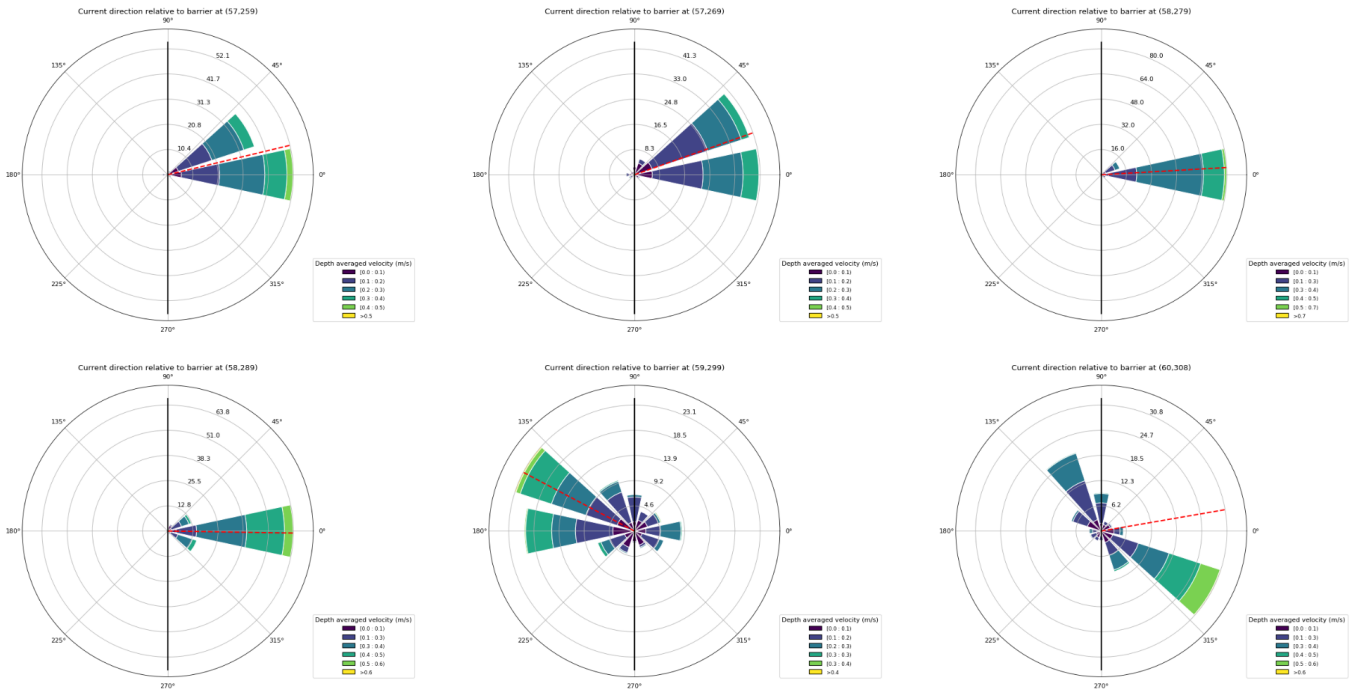 Current direction relative to barrier at (57,259)
90°
52.1
135°
45°
41.7
31.3
20.8
10.4
180°
0°
225°
315°
270°
Depth averaged velocity (m/s)
[0.0 : 0.1)
[0.1 : 0.2)
[0.2 : 0.3)
[0.3 : 0.4)
[0.4 : 0.5)
>0.5
Current direction relative to barrier at (57,269)
90°
41.3
135°
45°
33.0
24.8
16.5
8.3
180°
0°
225°
315°
270°
Depth averaged velocity (m/s)
[0.0 : 0.1)
[0.1 : 0.2)
[0.2 : 0.3)
[0.3 : 0.4)
[0.4 : 0.5)
>0.5
Current direction relative to barrier at (58,279)
90°
80.0
135°
45°
64.0
48.0
32.0
16.0
180°
0°
225°
315°
270°
Depth averaged velocity (m/s)
[0.0 : 0.1)
[0.1 : 0.3)
[0.3 : 0.4)
[0.4 : 0.5)
[0.5 : 0.7)
>0.7
Current direction relative to barrier at (58,289)
90°
63.8
135°
45°
51.0
38.3
25.5
12.8
180°
0°
225°
315°
270°
Depth averaged velocity (m/s)
[0.0 : 0.1)
[0.1 : 0.3)
[0.3 : 0.4)
[0.4 : 0.5)
[0.5 : 0.6)
>0.6
Current direction relative to barrier at (59,299)
90°
23.1
135°
45°
18.5
13.9
9.2
4.6
180°
0°
225°
315°
270°
Depth averaged velocity (m/s)
[0.0 : 0.1)
[0.1 : 0.2)
[0.2 : 0.3)
[0.3 : 0.3)
[0.3 : 0.4)
>0.4
Current direction relative to barrier at (60,308)
90°
30.8
135°
45°
24.7
18.5
12.3
6.2
180°
0°
225°
315°
270°
Depth averaged velocity (m/s)
[0.0 : 0.1)
[0.1 : 0.3)
[0.3 : 0.4)
[0.4 : 0.5)
[0.5 : 0.6)
>0.6